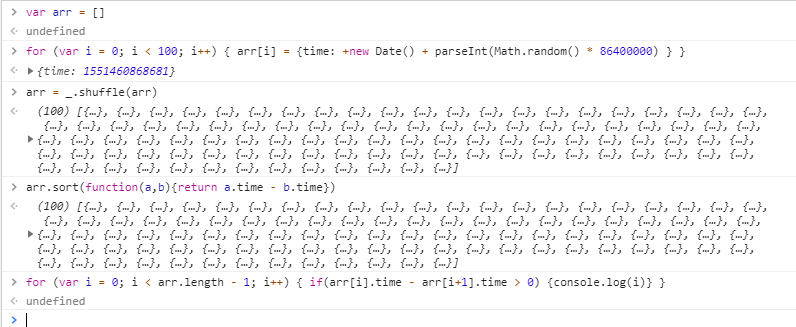 var arr = []
undefined
for (var i = 0; i < 100; i++) { arr[i] = {time: +new Date() + parseInt(Math.random() * 86400000) } }
{time: 1551460868681}
arr = _.shuffle(arr)
(100) [{…}, {…}, {…}, {…}, {…}, {…}, {…}, {…}, {…}, {…}, {…}, {…}, {…}, {…}, {…}, {…}, {…}, {…}, {…}, {…}, {…},
{…}, {…}, {…}, {…}, {…}, {…}, {…}, {…}, {…}, {…}, {…}, {…}, {…}, {…}, {…}, {…}, {…}, {…}, {…}, {…}, {…}, {…},
{…}, {…}, {…}, {…}, {…}, {…}, {…}, {…}, {…}, {…}, {…}, {…}, {…}, {…}, {…}, {…}, {…}, {…}, {…}, {…}, {…}, {…},
{…}, {…}, {…}, {…}, {…}, {…}, {…}, {…}, {…}, {…}, {…}, {…}, {…}, {…}, {…}, {…}, {…}, {…}, {…}, {…}, {…}, {…},
{…}, {…}, {…}, {…}, {…}, {…}, {…}, {…}, {…}, {…}, {…}, {…}, {…}]
arr.sort(function(a,b){return a.time - b.time})
(100) [{…}, {…}, {…}, {…}, {…}, {…}, {…}, {…}, {…}, {…}, {…}, {…}, {…}, {…}, {…}, {…}, {…}, {…}, {…}, {…}, {…},
{…}, {…}, {…}, {…}, {…}, {…}, {…}, {…}, {…}, {…}, {…}, {…}, {…}, {…}, {…}, {…}, {…}, {…}, {…}, {…}, {…}, {…},
{…}, {…}, {…}, {…}, {…}, {…}, {…}, {…}, {…}, {…}, {…}, {…}, {…}, {…}, {…}, {…}, {…}, {…}, {…}, {…}, {…}, {…},
{…}, {…}, {…}, {…}, {…}, {…}, {…}, {…}, {…}, {…}, {…}, {…}, {…}, {…}, {…}, {…}, {…}, {…}, {…}, {…}, {…}, {…},
{…}, {…}, {…}, {…}, {…}, {…}, {…}, {…}, {…}, {…}, {…}, {…}, {…}]
for (var i = 0; i < arr.length - 1; i++) { if(arr[i].time - arr[i+1].time > 0) {console.log(i)} }
undefined